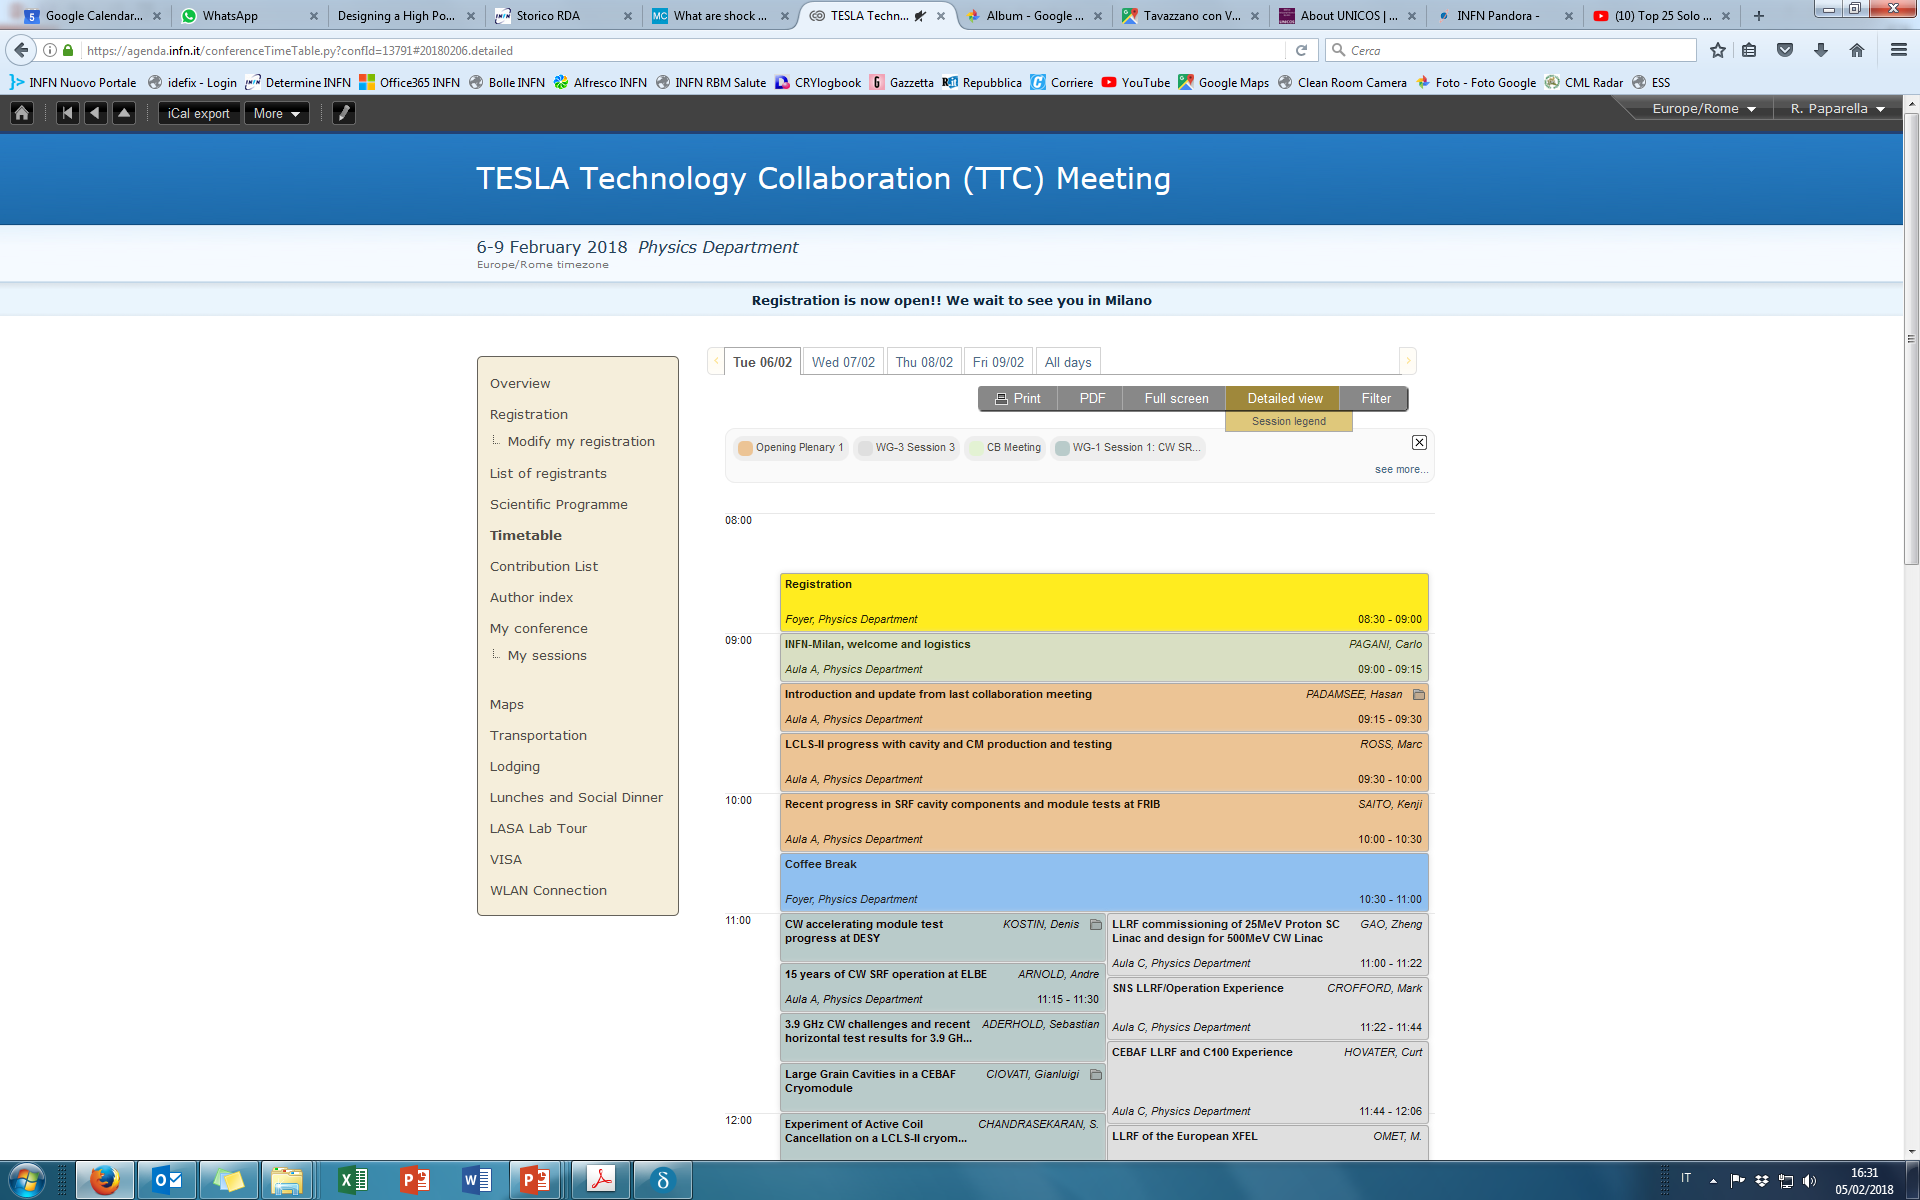 Google Calendar...
WhatsApp
Designing a High Po...
Storico RDA
What are shock ...
TESLA Techn...
Album - Google ...
Tavazzano con V...
About UNICOS | ...
INFN Pandora -
(10) Top 25 Solo ...
https://agenda.infn.it/conferenceTimeTable.py?confId=13791#20180206.detailed
Cerca
INFN Nuovo Portale
idefix - Login
Determine INFN
Office365 INFN
Bolle INFN
Alfresco INFN
INFN RBM Salute
CRYlogbook
Gazzetta
Repubblica
Corriere
YouTube
Google Maps
Clean Room Camera
Foto - Foto Google
CML Radar
ESS
iCal export
More
Europe/Rome
R. Paparella
TESLA Technology Collaboration (TTC) Meeting
6-9 February 2018 Physics Department
Europe/Rome timezone
Registration is now open!! We wait to see you in Milano
Overview
Registration
Modify my registration
List of registrants
Scientific Programme
Timetable
Contribution List
Author index
My conference
My sessions
Maps
Transportation
Lodging
Lunches and Social Dinner
LASA Lab Tour
VISA
WLAN Connection
Tue 06/02
Wed 07/02
Thu 08/02
Fri 09/02
All days
Print
PDF
Full screen
Detailed view
Filter
Session legend
Opening Plenary 1
WG-3 Session 3
CB Meeting
WG-1 Session 1: CW SR...
see more...
08:00
Registration
Foyer, Physics Department 08:30 - 09:00
09:00
INFN-Milan, welcome and logistics PAGANI, Carlo
Aula A, Physics Department 09:00 - 09:15
Introduction and update from last collaboration meeting PADAMSEE, Hasan
Aula A, Physics Department 09:15 - 09:30
LCLS-II progress with cavity and CM production and testing ROSS, Marc
Aula A, Physics Department 09:30 - 10:00
10:00
Recent progress in SRF cavity components and module tests at FRIB SAITO, Kenji
Aula A, Physics Department 10:00 - 10:30
Coffee Break
Foyer, Physics Department 10:30 - 11:00
11:00
CW accelerating module test KOSTIN, Denis
progress at DESY
15 years of CW SRF operation at ELBE ARNOLD, Andre
Aula A, Physics Department 11:15 - 11:30
3.9 GHz CW challenges and recent ADERHOLD, Sebastian
horizontal test results for 3.9 GH...
Large Grain Cavities in a CEBAF CIOVATI, Gianluigi
Cryomodule
12:00
Experiment of Active Coil CHANDRASEKARAN, S.
Cancellation on a LCLS-II cryom...
LLRF commissioning of 25MeV Proton SC GAO, Zheng
Linac and design for 500MeV CW Linac
Aula C, Physics Department 11:00 - 11:22
SNS LLRF/Operation Experience CROFFORD, Mark
Aula C, Physics Department 11:22 - 11:44
CEBAF LLRF and C100 Experience HOVATER, Curt
Aula C, Physics Department 11:44 - 12:06
LLRF of the European XFEL OMET, M.
IT
16:31
05/02/2018